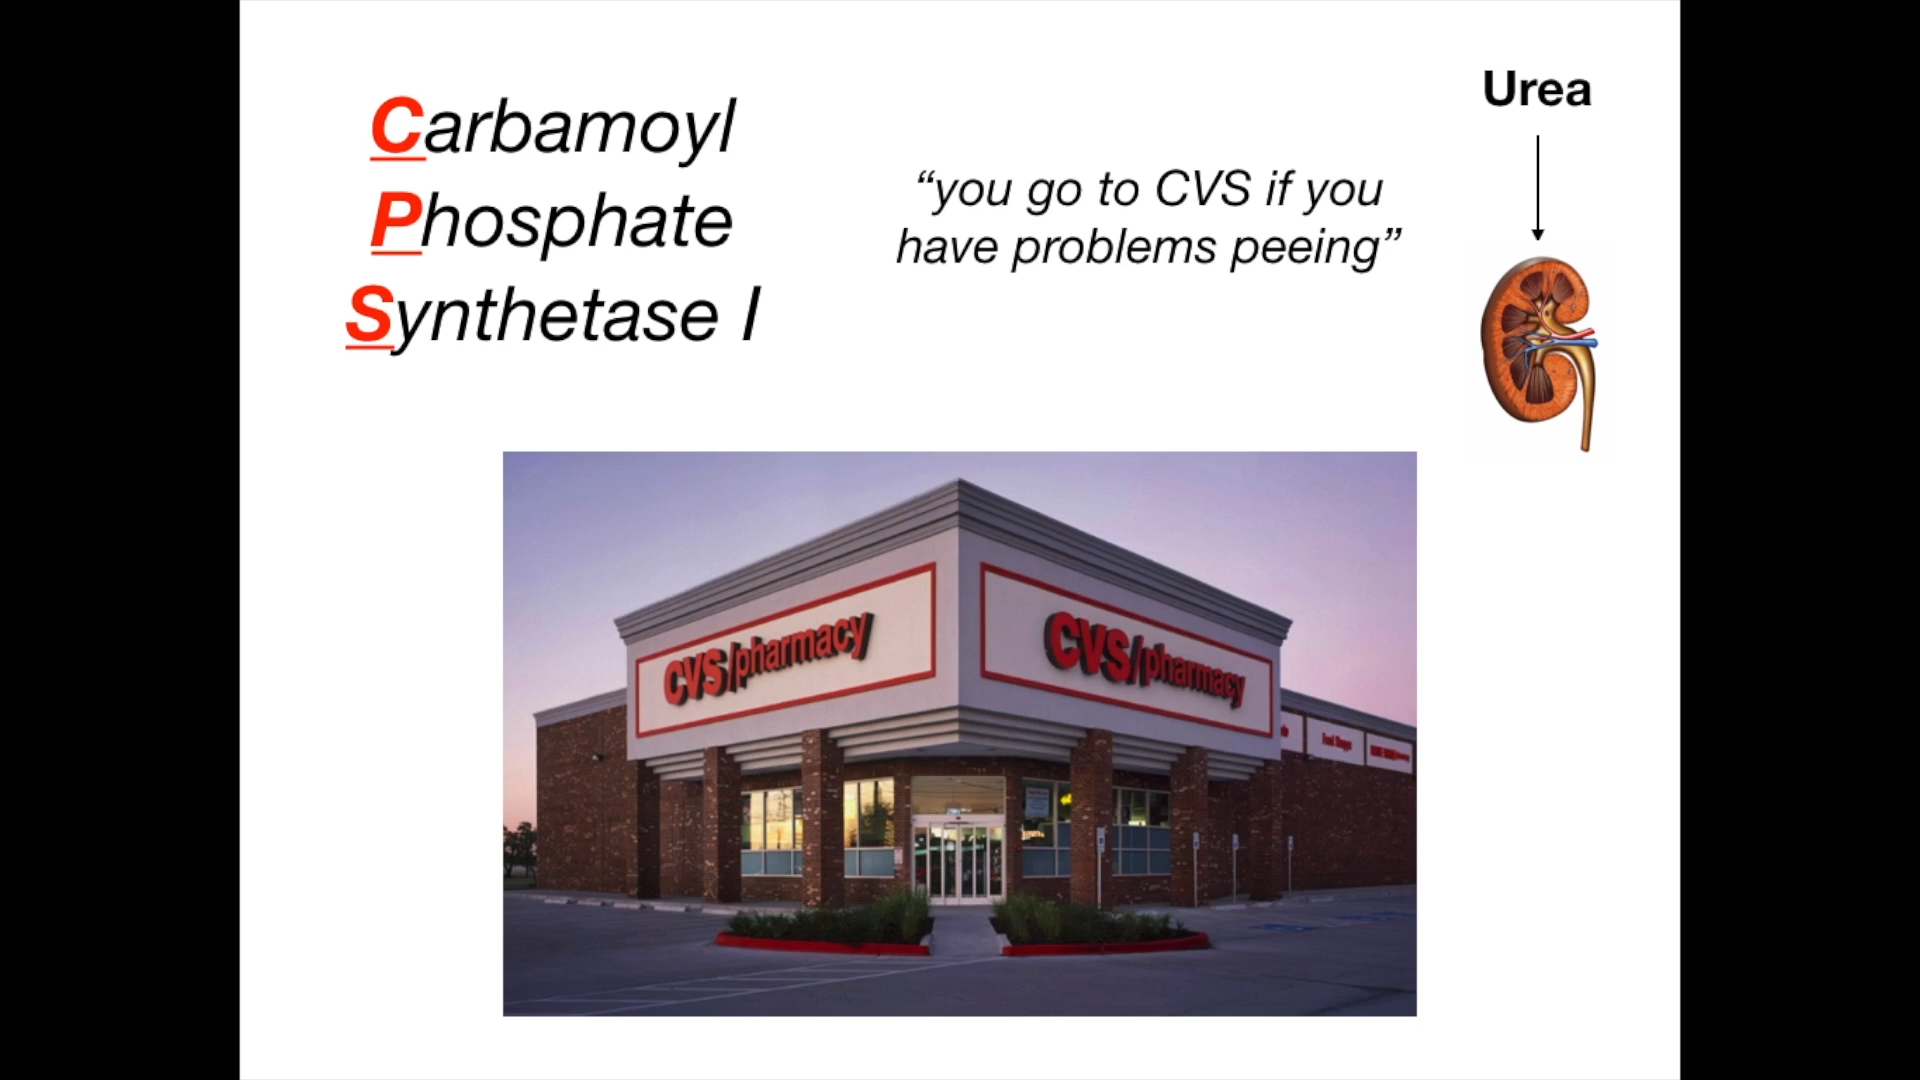 Carbamoyl
Phosphate
Synthetase I
“you go to CVS if you
have problems peeing”
Urea
CVS/pharmacy
CVS/pharmacy